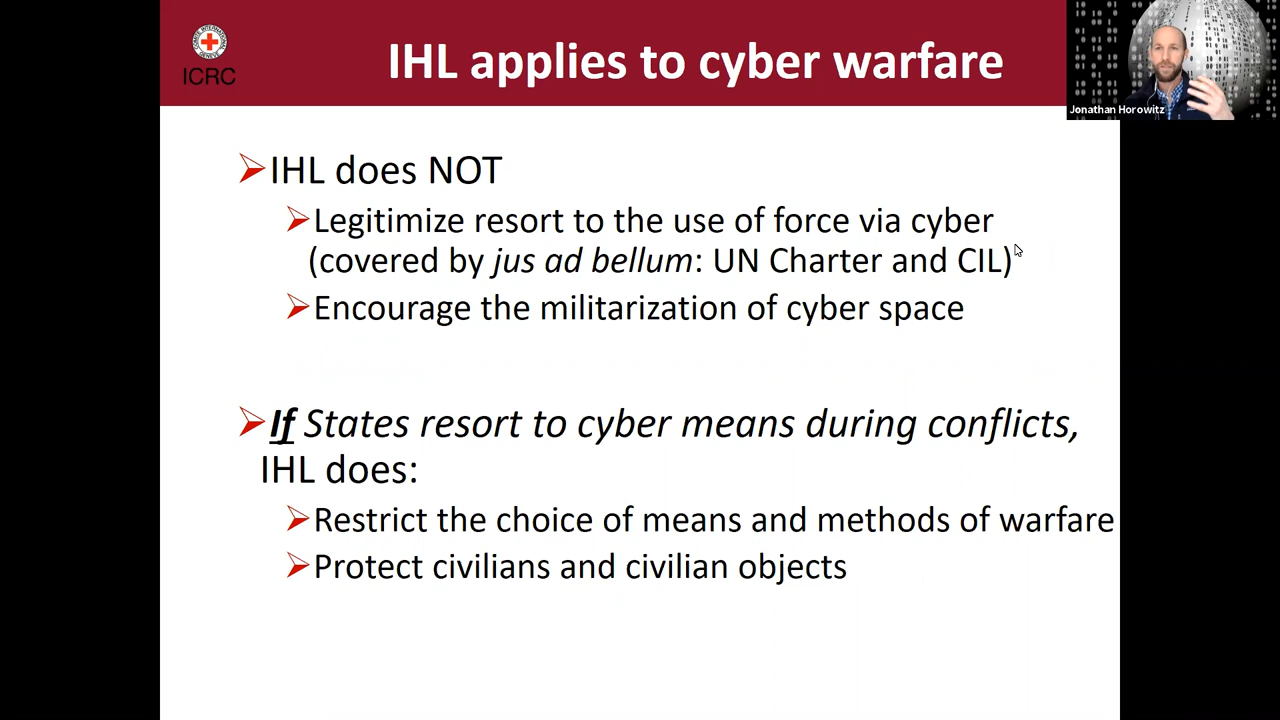 COMITE INTERNATIONAL GENEVE
ICRC
IHL applies to cyber warfare
Jonathan Horowitz
IHL does NOT
Legitimize resort to the use of force via cyber
(covered by jus ad bellum: UN Charter and CIL)
Encourage the militarization of cyber space
If States resort to cyber means during conflicts,
IHL does:
Restrict the choice of means and methods of warfare
Protect civilians and civilian objects